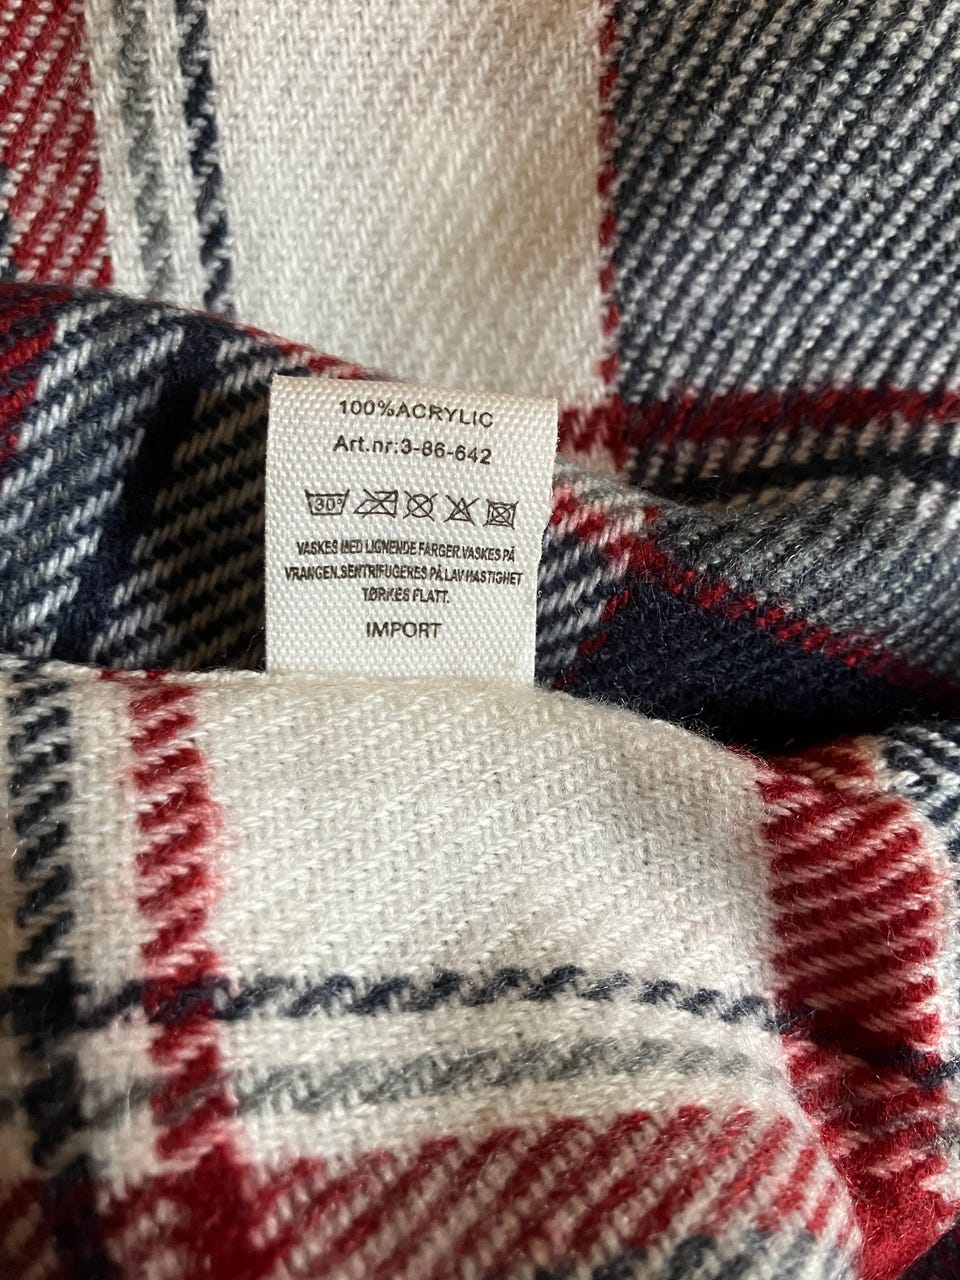 100%ACRYLIC
Art.nr:3-86-642
30°
VASKES MED LIGNENDE FARGER.VASKES PÅ
VRANGEN.SENTRIFUGERES PÅ LAV HASTIGHET
TØRKES FLATT.
IMPORT